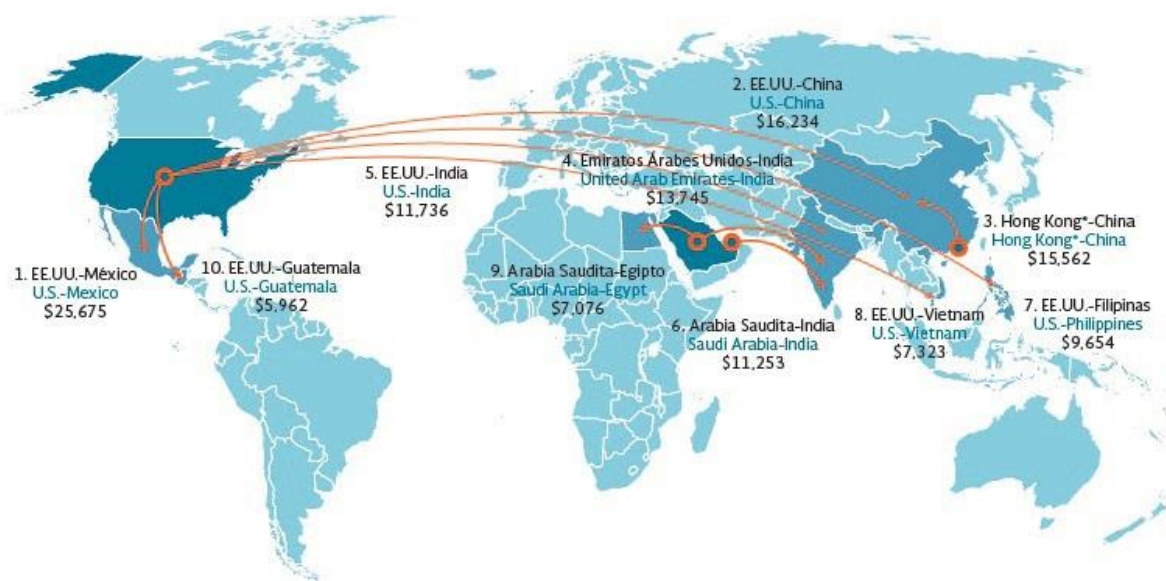 2. EE.UU.-China
U.S.-China
$16,234
4. Emiratos Árabes Unidos-India
United Arab Emirates-India
$13,745
5. EE.UU.-India
U.S.-India
$11,736
3. Hong Kong*-China
Hong Kong*-China
$15,562
1. EE.UU.-México
U.S.-Mexico
$25,675
10. EE.UU.-Guatemala
U.S.-Guatemala
$5,962
9. Arabia Saudita-Egipto
Saudi Arabia-Egypt
$7,076
6. Arabia Saudita-India
Saudi Arabia-India
$11,253
8. EE.UU.-Vietnam
U.S.-Vietnam
$7,323
7. EE.UU.-Filipinas
U.S.-Philippines
$9,654